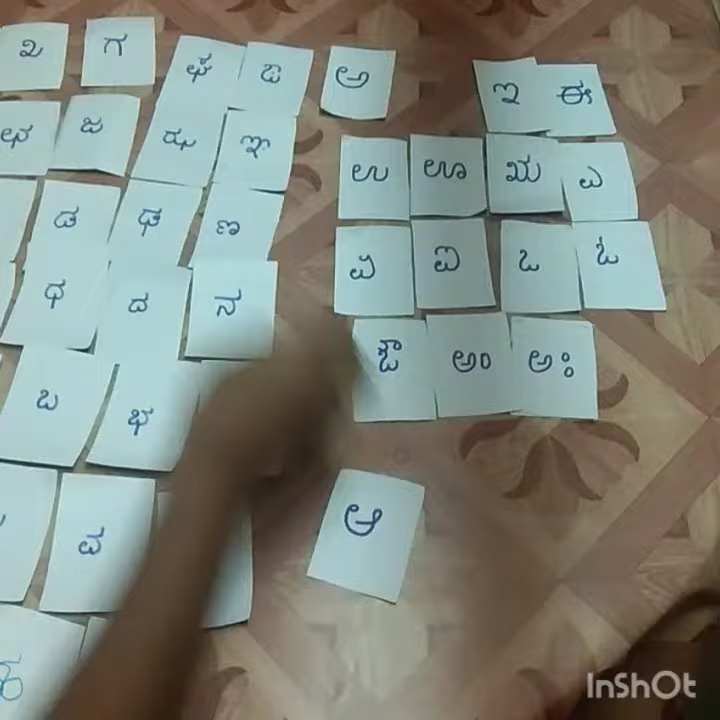 ಖ ಗ ಘ ಙ ಅ ಇ ಈ
ಛ ಜ ಝ ಞ ಉ ಊ ಋ ಎ
ಡ ಢ ಣ ಏ ಐ ಒ ಓ
ಧ ದ ನ ಔ ಅಂ ಅಃ
ಬ ಭ
ವ ಆ
InShOt